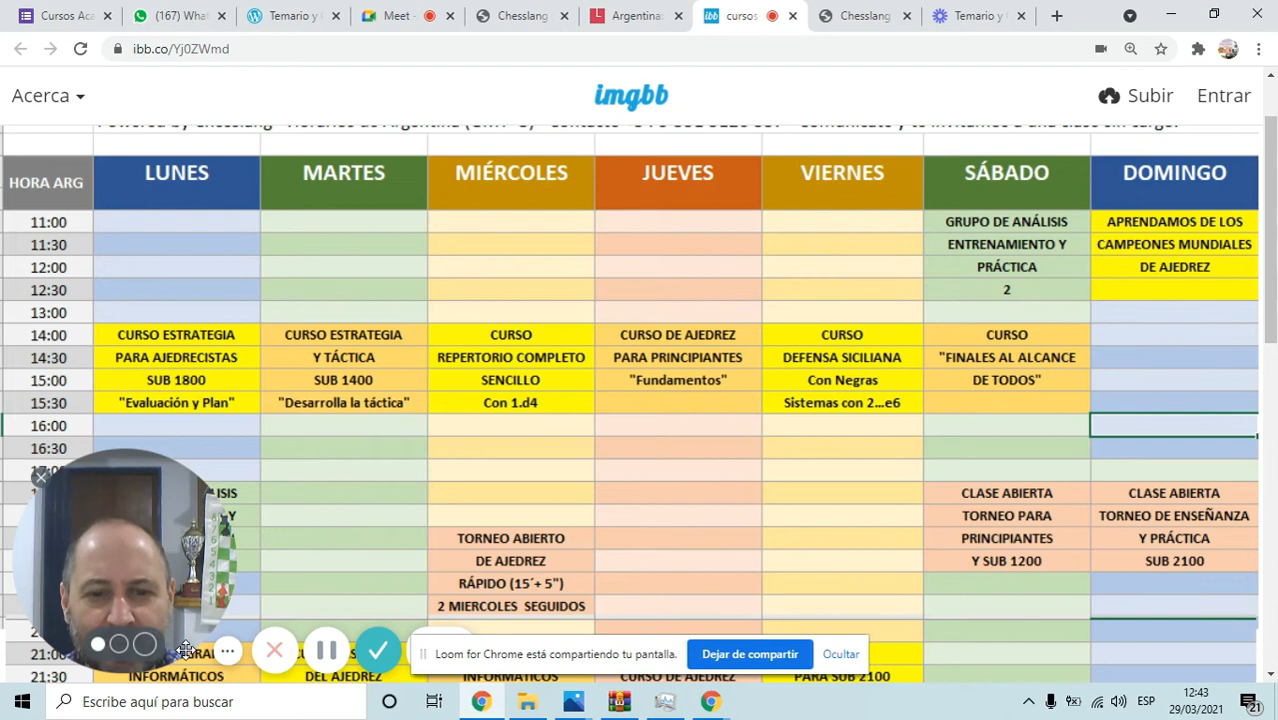 Cursos Ac
(167) What
Temario y
Meet -
Chesslang
Argentina:
ibb
cursos
Chesslang
Temario y
ibb.co/Yj0ZWmd
Acerca
imgbb
Subir
Entrar
HORA ARG
LUNES
MARTES
MIÉRCOLES
JUEVES
VIERNES
SÁBADO
DOMINGO
11:00 GRUPO DE ANÁLISIS APRENDAMOS DE LOS
11:30 ENTRENAMIENTO Y CAMPEONES MUNDIALES
12:00 PRÁCTICA DE AJEDREZ
12:30 2
13:00
14:00 CURSO ESTRATEGIA CURSO ESTRATEGIA CURSO CURSO DE AJEDREZ CURSO CURSO
14:30 PARA AJEDRECISTAS Y TÁCTICA REPERTORIO COMPLETO PARA PRINCIPIANTES DEFENSA SICILIANA "FINALES AL ALCANCE
15:00 SUB 1800 SUB 1400 SENCILLO "Fundamentos" Con Negras DE TODOS"
15:30 "Evaluación y Plan" "Desarrolla la táctica" Con 1.d4 Sistemas con 2...e6
16:00
16:30
CLASE ABIERTA CLASE ABIERTA
Y TORNEO PARA TORNEO DE ENSEÑANZA
TORNEO ABIERTO PRINCIPIANTES Y PRÁCTICA
DE AJEDREZ Y SUB 1200 SUB 2100
RÁPIDO (15´+ 5")
2 MIERCOLES SEGUIDOS
21:00
21:30 INFORMÁTICOS DEL AJEDREZ INFORMÁTICOS CURSO DE AJEDREZ PARA SUB 2100
Loom for Chrome está compartiendo tu pantalla.
Dejar de compartir
Ocultar
Escribe aquí para buscar
ESP
12:43
29/03/2021
21